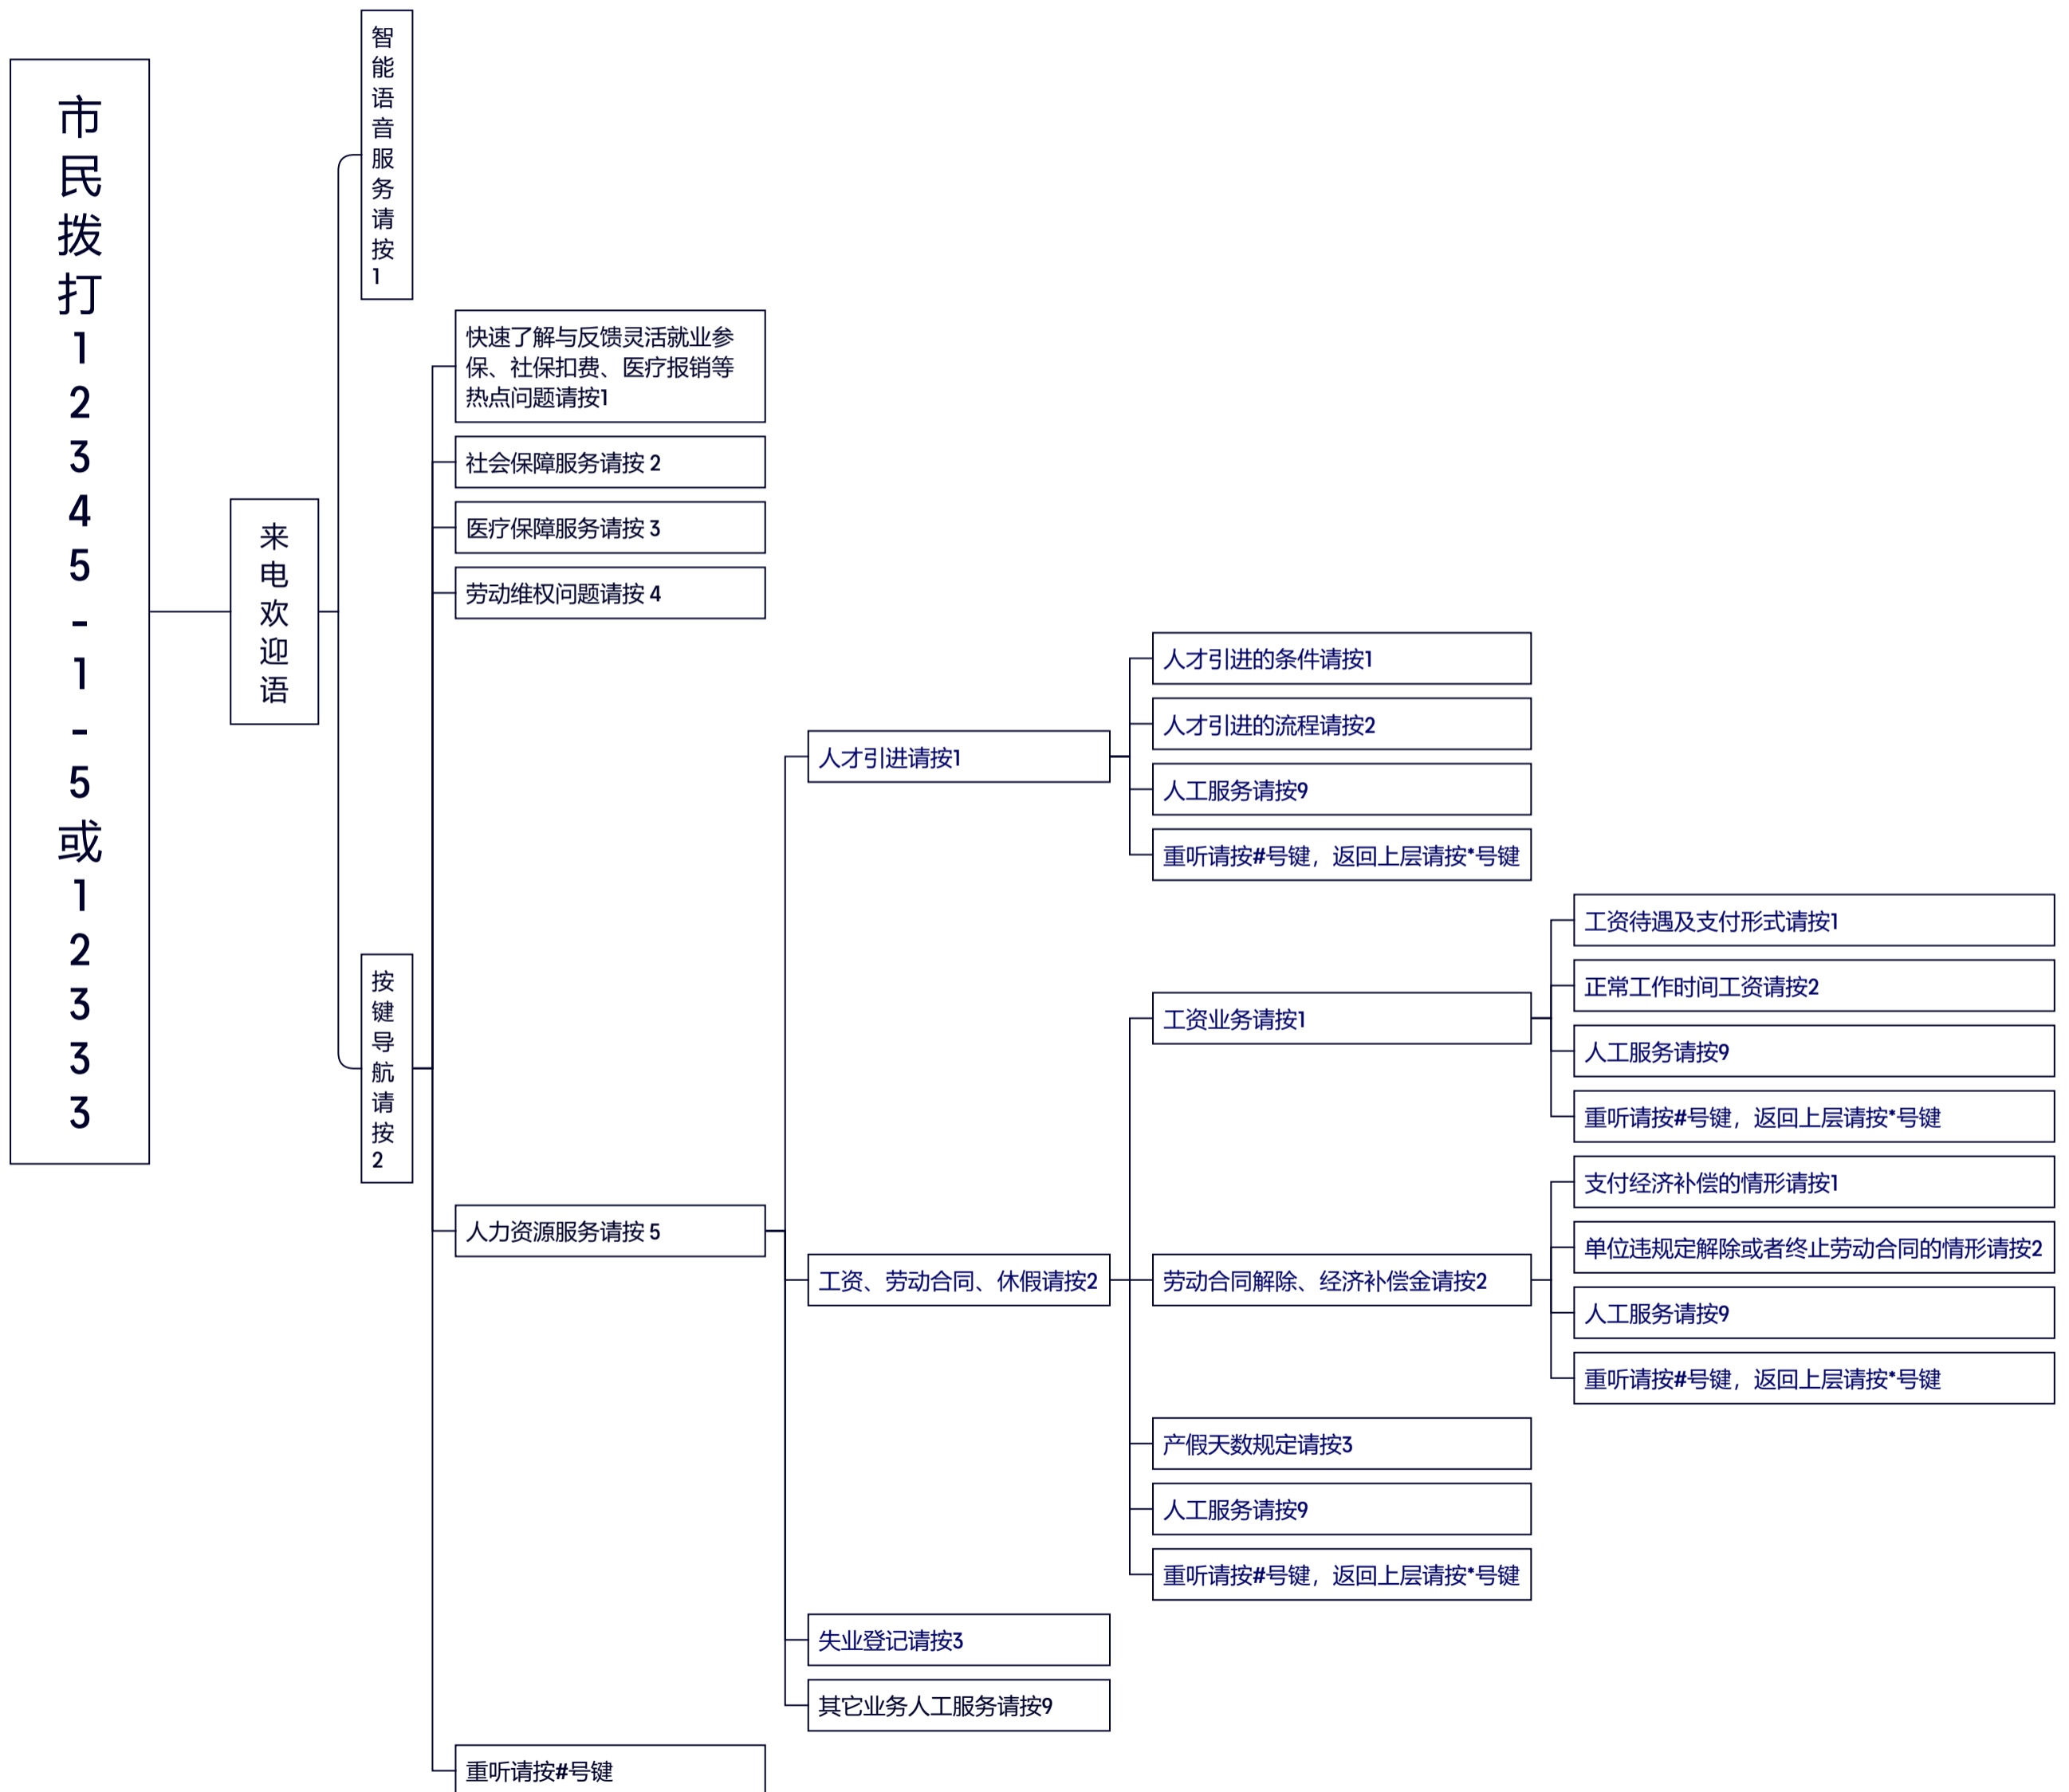 市民拨打12345-1-5或12333
来电欢迎语
智能语音服务请按1
按键导航请按2
快速了解与反馈灵活就业参
保、社保扣费、医疗报销等
热点问题请按1
社会保障服务请按 2
医疗保障服务请按 3
劳动维权问题请按 4
人力资源服务请按 5
人才引进请按1
人才引进的条件请按1
人才引进的流程请按2
人工服务请按9
重听请按#号键，返回上层请按*号键
工资、劳动合同、休假请按2
工资业务请按1
工资待遇及支付形式请按1
正常工作时间工资请按2
人工服务请按9
重听请按#号键，返回上层请按*号键
劳动合同解除、经济补偿金请按2
支付经济补偿的情形请按1
单位违规定解除或者终止劳动合同的情形请按2
人工服务请按9
重听请按#号键，返回上层请按*号键
产假天数规定请按3
人工服务请按9
重听请按#号键，返回上层请按*号键
失业登记请按3
其它业务人工服务请按9
重听请按#号键